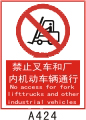 禁止叉车和厂
内机动车辆通行
No access for fork
lifttrucks and other
industrial vehicles
A424